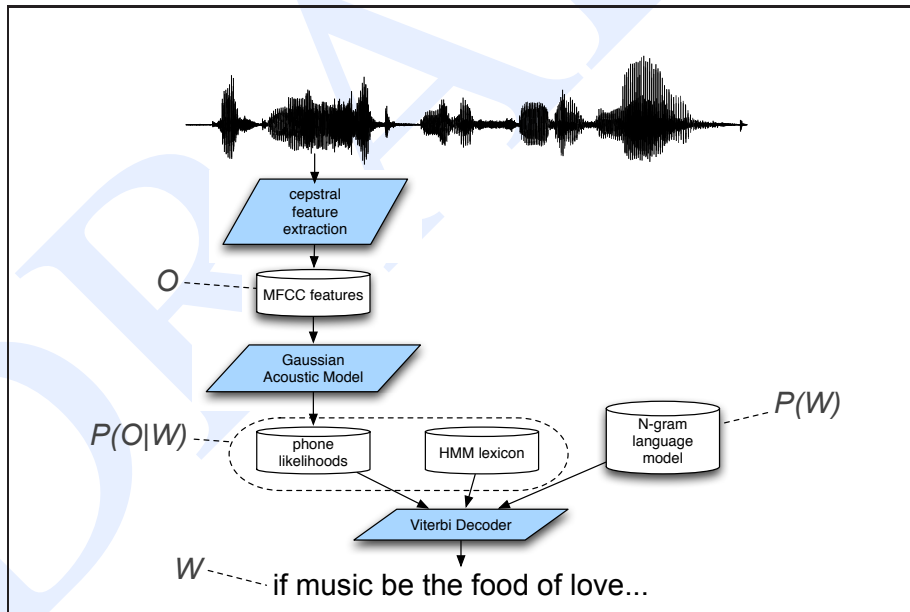 cepstral
feature
extraction
O
MFCC features
Gaussian
Acoustic Model
P(O|W)
phone
likelihoods
HMM lexicon
N-gram
language
model
P(W)
Viterbi Decoder
W
if music be the food of love...
DRAF